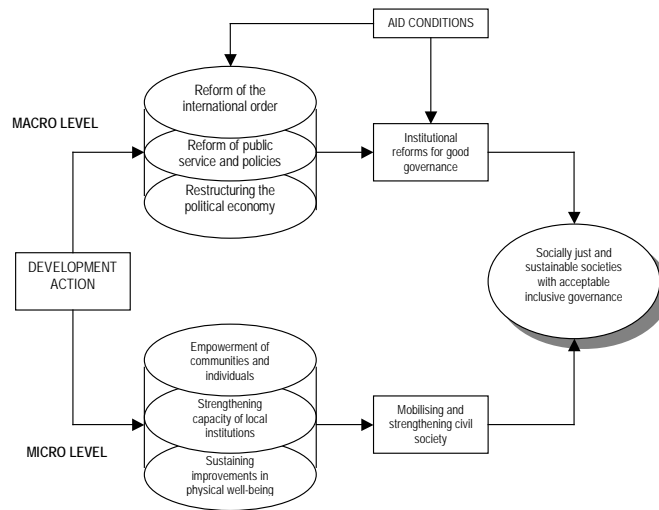 AID CONDITIONS
Reform of the
international order
MACRO LEVEL
Reform of public
service and policies
Restructuring the
political economy
Institutional
reforms for good
governance
DEVELOPMENT
ACTION
Socially just and
sustainable societies
with acceptable
inclusive governance
Empowerment of
communities and
individuals
Strengthening
capacity of local
institutions
Mobilising and
strengthening civil
society
MICRO LEVEL
Sustaining
improvements in
physical well-being